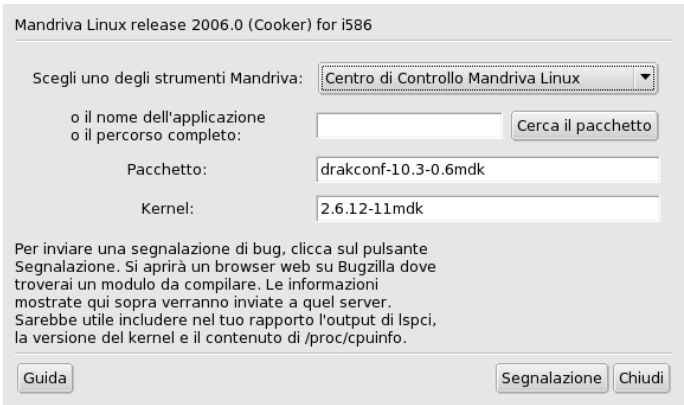 Mandriva Linux release 2006.0 (Cooker) for i586
Scegli uno degli strumenti Mandriva: Centro di Controllo Mandriva Linux
o il nome dell'applicazione
o il percorso completo: Cerca il pacchetto
Pacchetto: drakconf-10.3-0.6mdk
Kernel: 2.6.12-11mdk
Per inviare una segnalazione di bug, clicca sul pulsante
Segnalazione. Si aprirà un browser web su Bugzilla dove
troverai un modulo da compilare. Le informazioni
mostrate qui sopra verranno inviate a quel server.
Sarebbe utile includere nel tuo rapporto l'output di lspci,
la versione del kernel e il contenuto di /proc/cpuinfo.
Guida Segnalazione Chiudi